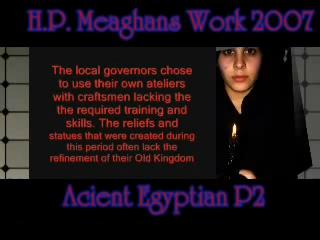 H.P. Meaghans Work 2007
The local governors chose
to use their own ateliers
with craftsmen lacking the
the required training and
skills. The reliefs and
statues that were created during
this period often lack the
refinement of their Old Kingdom
Acient Egyptian P2